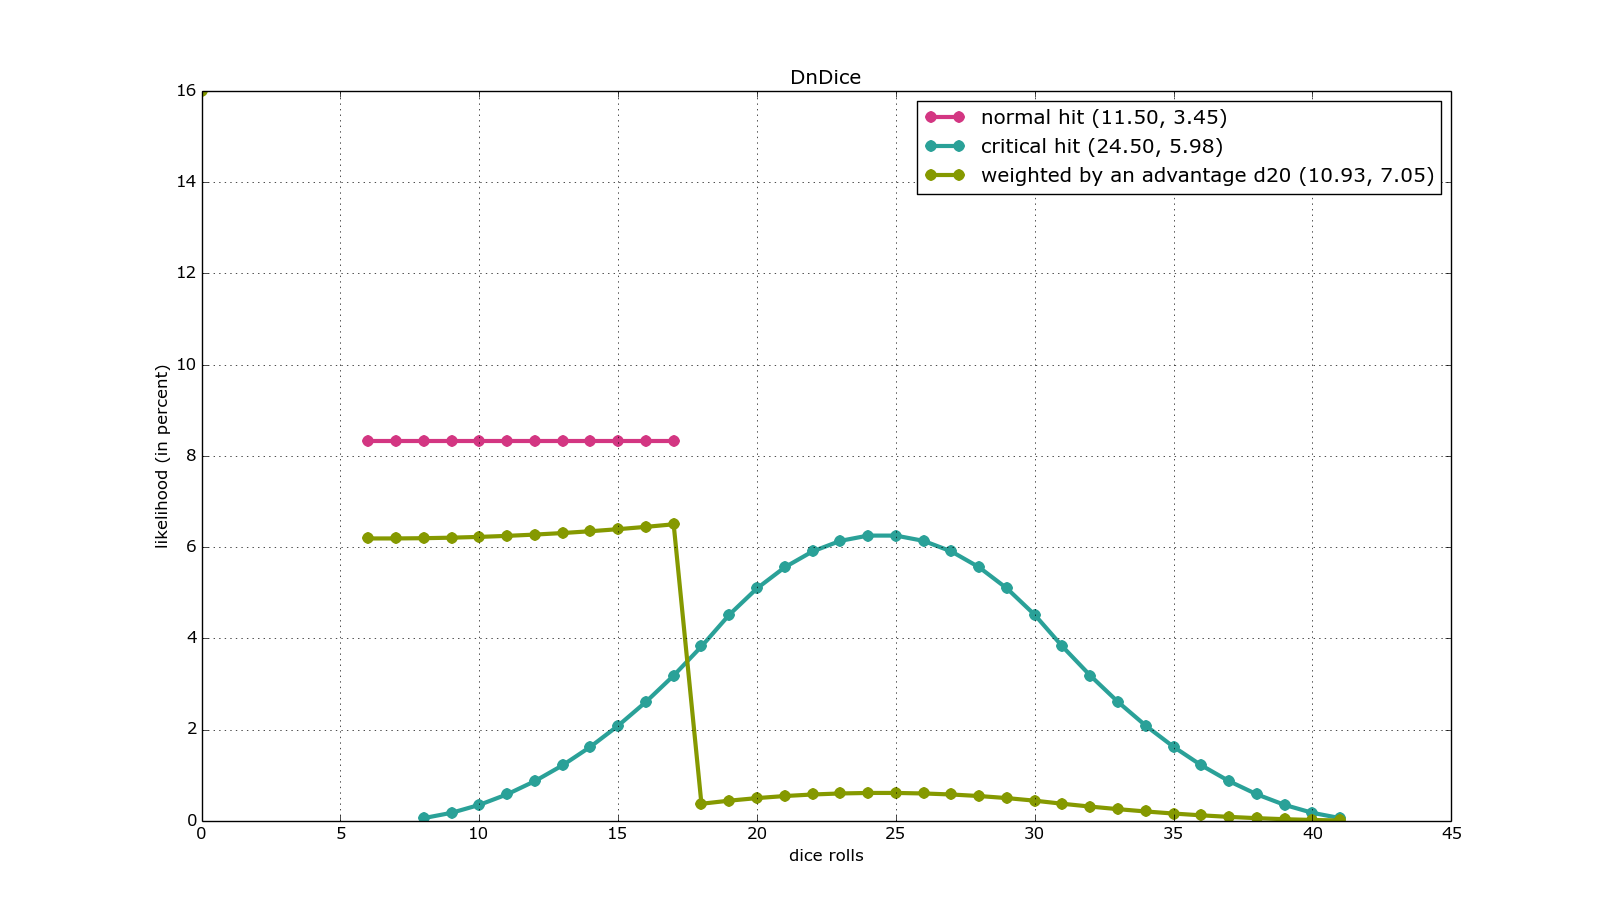 DnDice
normal hit (11.50, 3.45)
critical hit (24.50, 5.98)
weighted by an advantage d20 (10.93, 7.05)
likelihood (in percent)
16
14
12
10
8
6
4
2
0
0 5 10 15 20 25 30 35 40 45
dice rolls